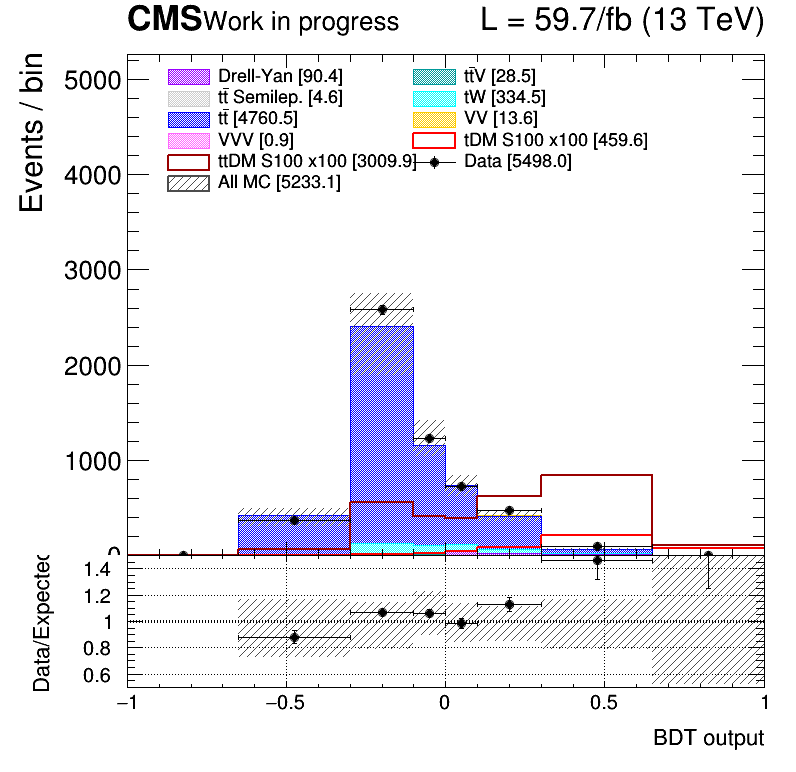 CMS Work in progress L = 59.7/fb (13 TeV)
Events / bin
5000
4000
3000
2000
1000
0
Drell-Yan [90.4] tt̄V [28.5]
tt̄ Semilep. [4.6] tW [334.5]
tt̄ [4760.5] VV [13.6]
VVV [0.9] tDM S100 x100 [459.6]
ttDM S100 x100 [3009.9] Data [5498.0]
All MC [5233.1]
Data/Expected
1.4
1.2
1
0.8
0.6
−1 −0.5 0 0.5 1
BDT output